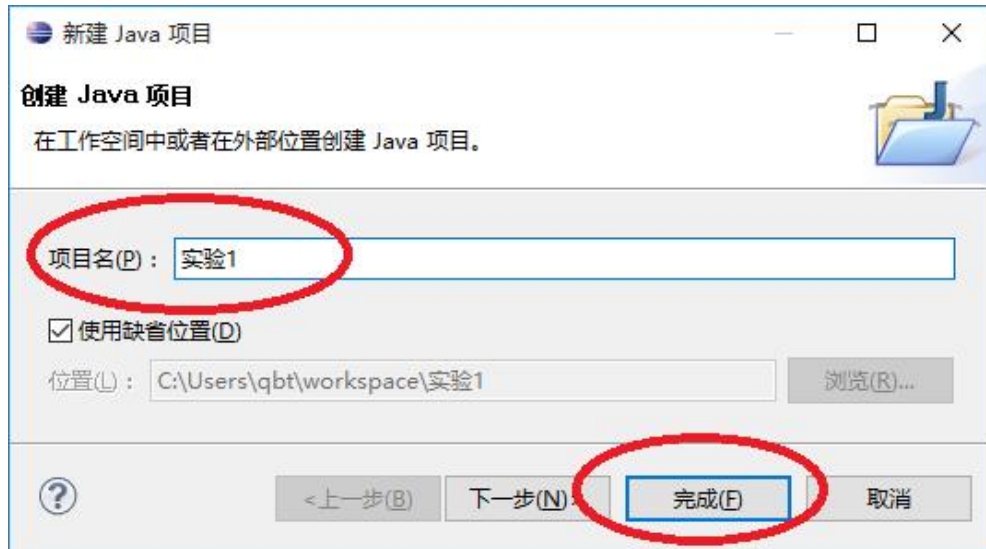 新建 Java 项目
创建 Java 项目
在工作空间中或者在外部位置创建 Java 项目。
项目名(P)： 实验1
使用缺省位置(D)
位置(L)： C:\Users\qbt\workspace\实验1 浏览(R)...
<上一步(B) 下一步(N) 完成(F) 取消